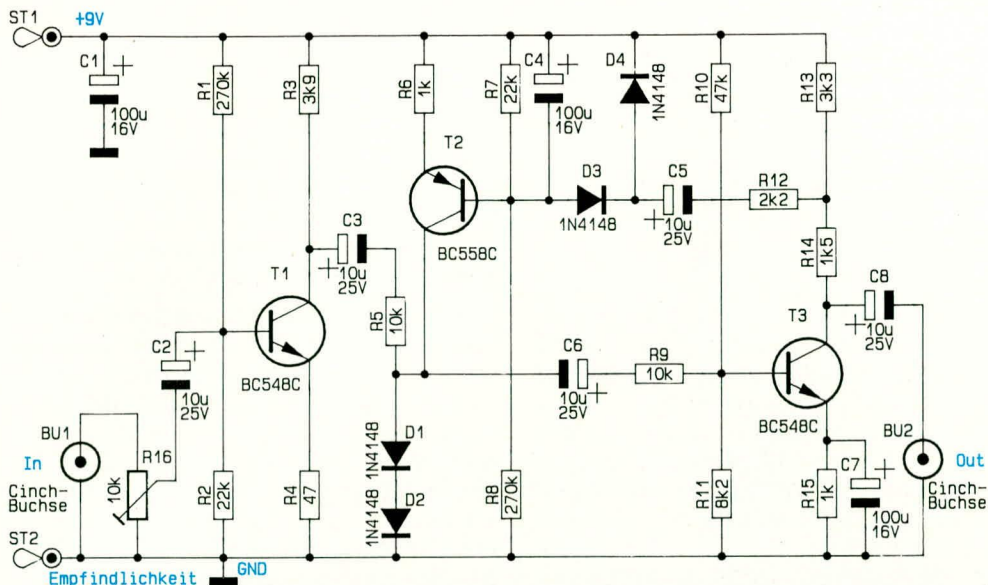 ST1
+9V
C1
+
100u
16V
R1
270k
R3
3k9
R6
1k
R7
22k
C4
+
100u
16V
D4
1N4148
R10
47k
R13
3k3
T2
BC558C
D3
1N4148
C5
+
10u
25V
R12
2k2
R14
1k5
C3
+
10u
25V
T1
BC548C
R5
10k
C2
+
10u
25V
C6
+
10u
25V
R9
10k
T3
BC548C
C8
+
10u
25V
BU1
In
Cinch-
Buchse
R16
10k
R2
22k
R4
47
D1
1N4148
D2
1N4148
R8
270k
R11
8k2
R15
1k
C7
+
100u
16V
BU2
Out
Cinch-
Buchse
ST2
Empfindlichkeit
GND